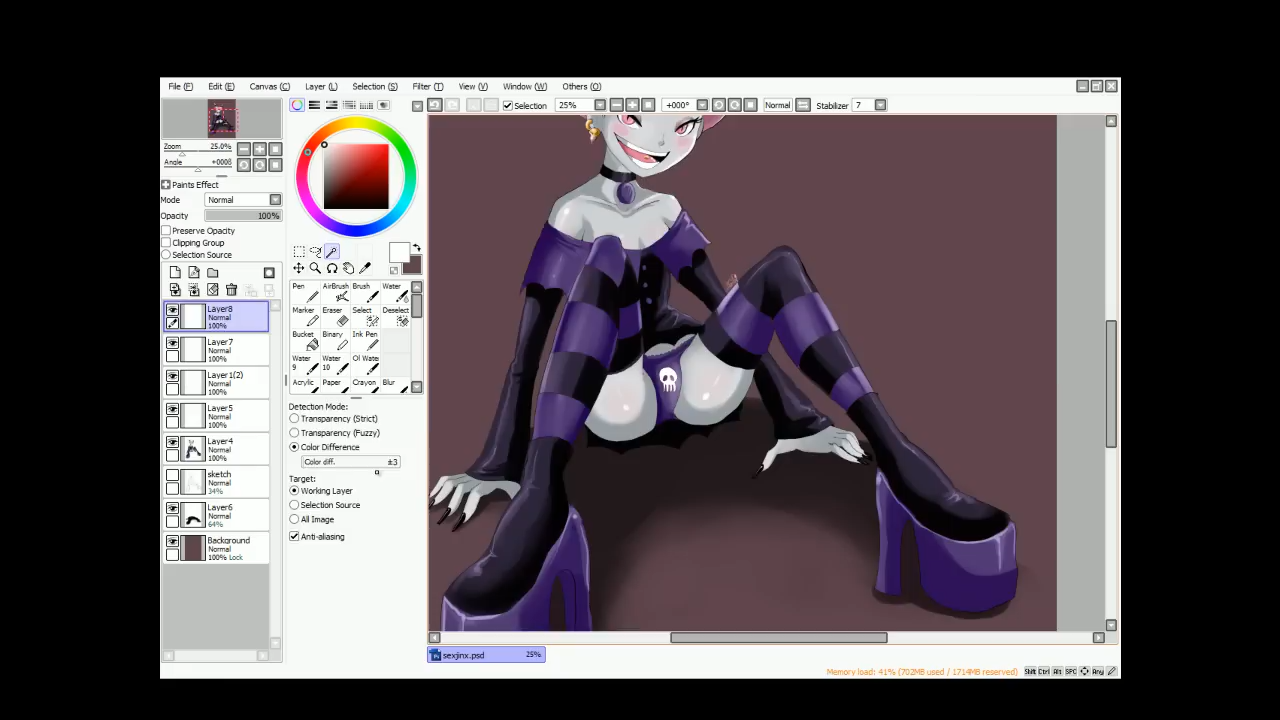 File (F) Edit (E) Canvas (C) Layer (L) Selection (S) Filter (T) View (V) Window (W) Others (O)
Selection 25% +000° Normal Stabilizer 7
Zoom 25.0%
Angle
Paints Effect
Mode Normal
Opacity 100%
Preserve Opacity
Clipping Group
Selection Source
Layer8
Normal
100%
Layer7
Normal
100%
Layer1(2)
Normal
100%
Layer5
Normal
100%
Layer4
Normal
100%
sketch
Normal
34%
Layer6
Normal
64%
Background
Normal
100% Lock
Pen AirBrush Brush Water
Marker Eraser Select Deselect
Bucket Binary Ink Pen
Water 9 Water 10 Ol Water
Acrylic Paper Crayon Blur
Detection Mode:
Transparency (Strict)
Transparency (Fuzzy)
Color Difference
Color diff. ±3
Target:
Working Layer
Selection Source
All Image
Anti-aliasing
sexjinx.psd 25%
Memory load: 41% (702MB used / 1714MB reserved) Shift Ctrl Alt SPC Any